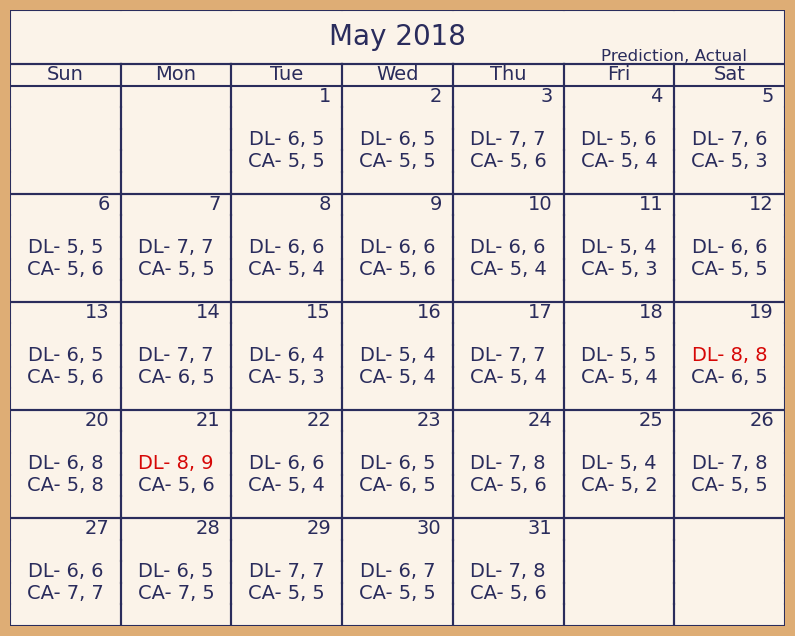 May 2018
Prediction, Actual
Sun Mon Tue Wed Thu Fri Sat
1 2 3 4 5
DL- 6, 5 DL- 6, 5 DL- 7, 7 DL- 5, 6 DL- 7, 6
CA- 5, 5 CA- 5, 5 CA- 5, 6 CA- 5, 4 CA- 5, 3
6 7 8 9 10 11 12
DL- 5, 5 DL- 7, 7 DL- 6, 6 DL- 6, 6 DL- 6, 6 DL- 5, 4 DL- 6, 6
CA- 5, 6 CA- 5, 5 CA- 5, 4 CA- 5, 6 CA- 5, 4 CA- 5, 3 CA- 5, 5
13 14 15 16 17 18 19
DL- 6, 5 DL- 7, 7 DL- 6, 4 DL- 5, 4 DL- 7, 7 DL- 5, 5 DL- 8, 8
CA- 5, 6 CA- 6, 5 CA- 5, 3 CA- 5, 4 CA- 5, 4 CA- 5, 4 CA- 6, 5
20 21 22 23 24 25 26
DL- 6, 8 DL- 8, 9 DL- 6, 6 DL- 6, 5 DL- 7, 8 DL- 5, 4 DL- 7, 8
CA- 5, 8 CA- 5, 6 CA- 5, 4 CA- 6, 5 CA- 5, 6 CA- 5, 2 CA- 5, 5
27 28 29 30 31
DL- 6, 6 DL- 6, 5 DL- 7, 7 DL- 6, 7 DL- 7, 8
CA- 7, 7 CA- 7, 5 CA- 5, 5 CA- 5, 5 CA- 5, 6